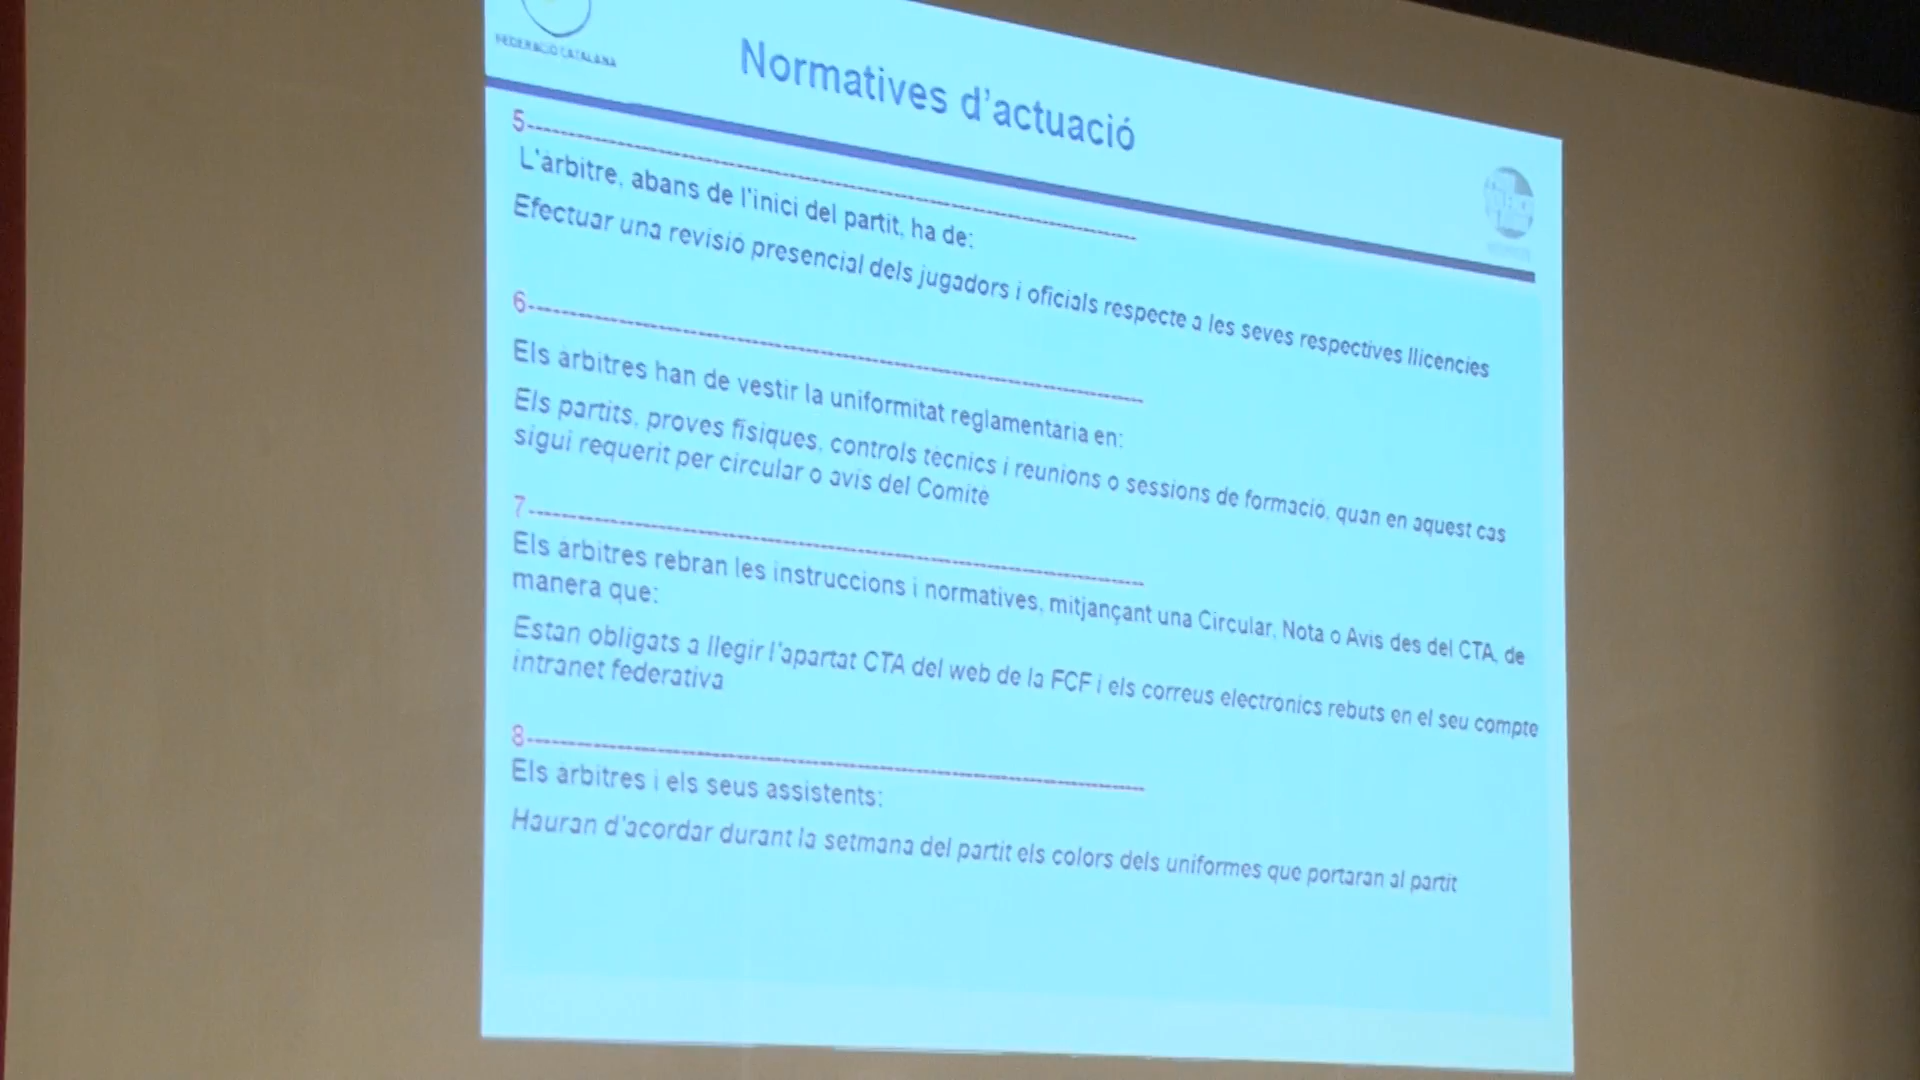 FEDERACIÓ CATALANA
Normatives d'actuació
5-
L'àrbitre, abans de l'inici del partit, ha de:
Efectuar una revisió presencial dels jugadors i oficials respecte a les seves respectives llicències
6-
Els àrbitres han de vestir la uniformitat reglamentària en:
Els partits, proves físiques, controls tècnics i reunions o sessions de formació, quan en aquest cas
sigui requerit per circular o avís del Comitè
7-
Els àrbitres rebran les instruccions i normatives, mitjançant una Circular, Nota o Avís des del CTA, de
manera que:
Estan obligats a llegir l'apartat CTA del web de la FCF i els correus electrònics rebuts en el seu compte
intranet federativa
8-
Els àrbitres i els seus assistents:
Hauran d'acordar durant la setmana del partit els colors dels uniformes que portaran al partit